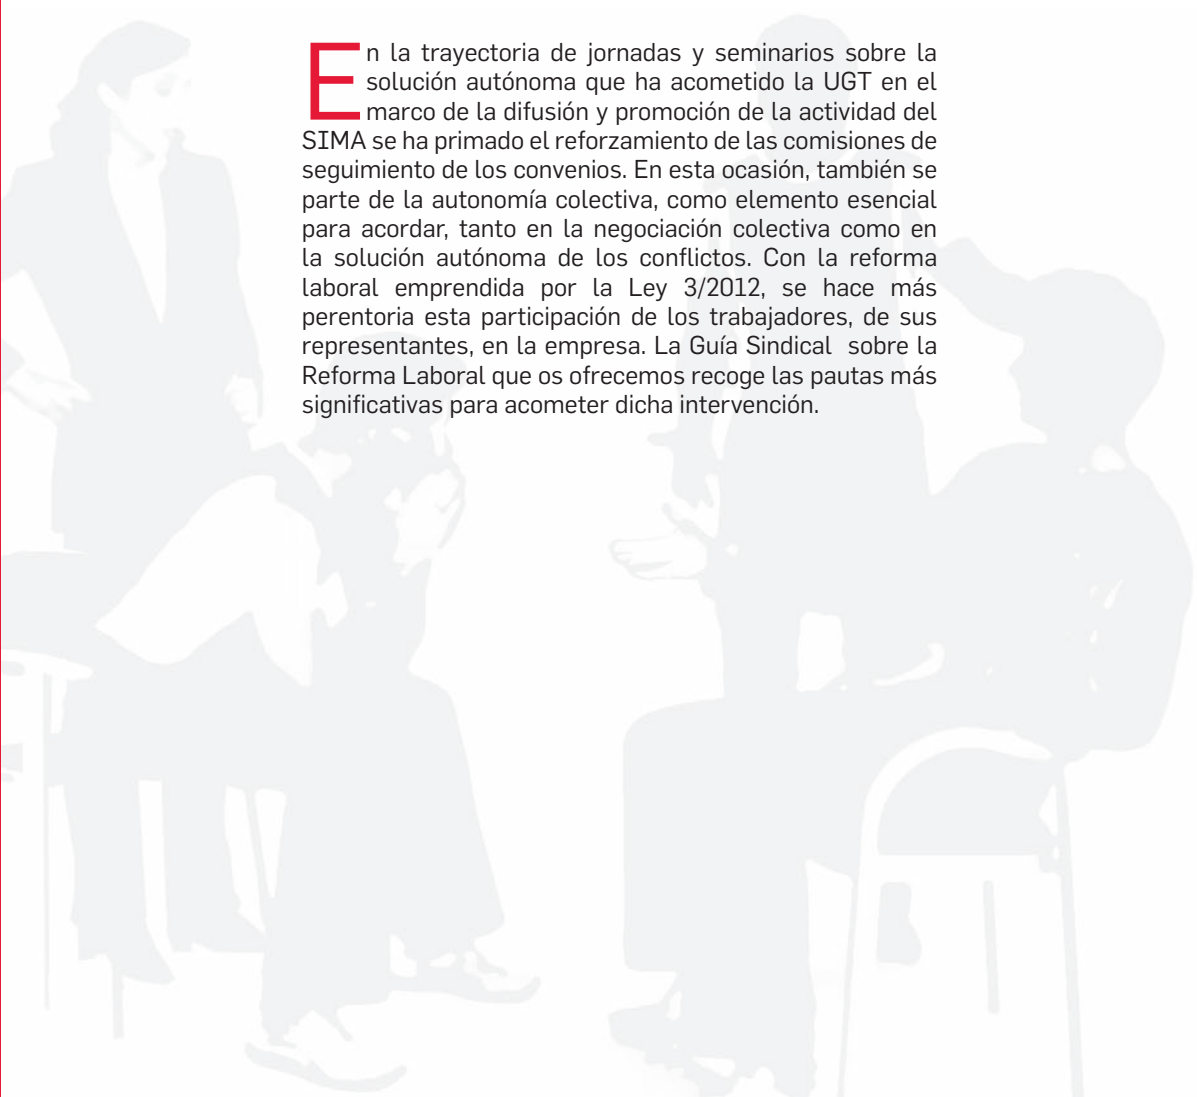 En la trayectoria de jornadas y seminarios sobre la
solución autónoma que ha acometido la UGT en el
marco de la difusión y promoción de la actividad del
SIMA se ha primado el reforzamiento de las comisiones de
seguimiento de los convenios. En esta ocasión, también se
parte de la autonomía colectiva, como elemento esencial
para acordar, tanto en la negociación colectiva como en
la solución autónoma de los conflictos. Con la reforma
laboral emprendida por la Ley 3/2012, se hace más
perentoria esta participación de los trabajadores, de sus
representantes, en la empresa. La Guía Sindical  sobre la
Reforma Laboral que os ofrecemos recoge las pautas más
significativas para acometer dicha intervención.